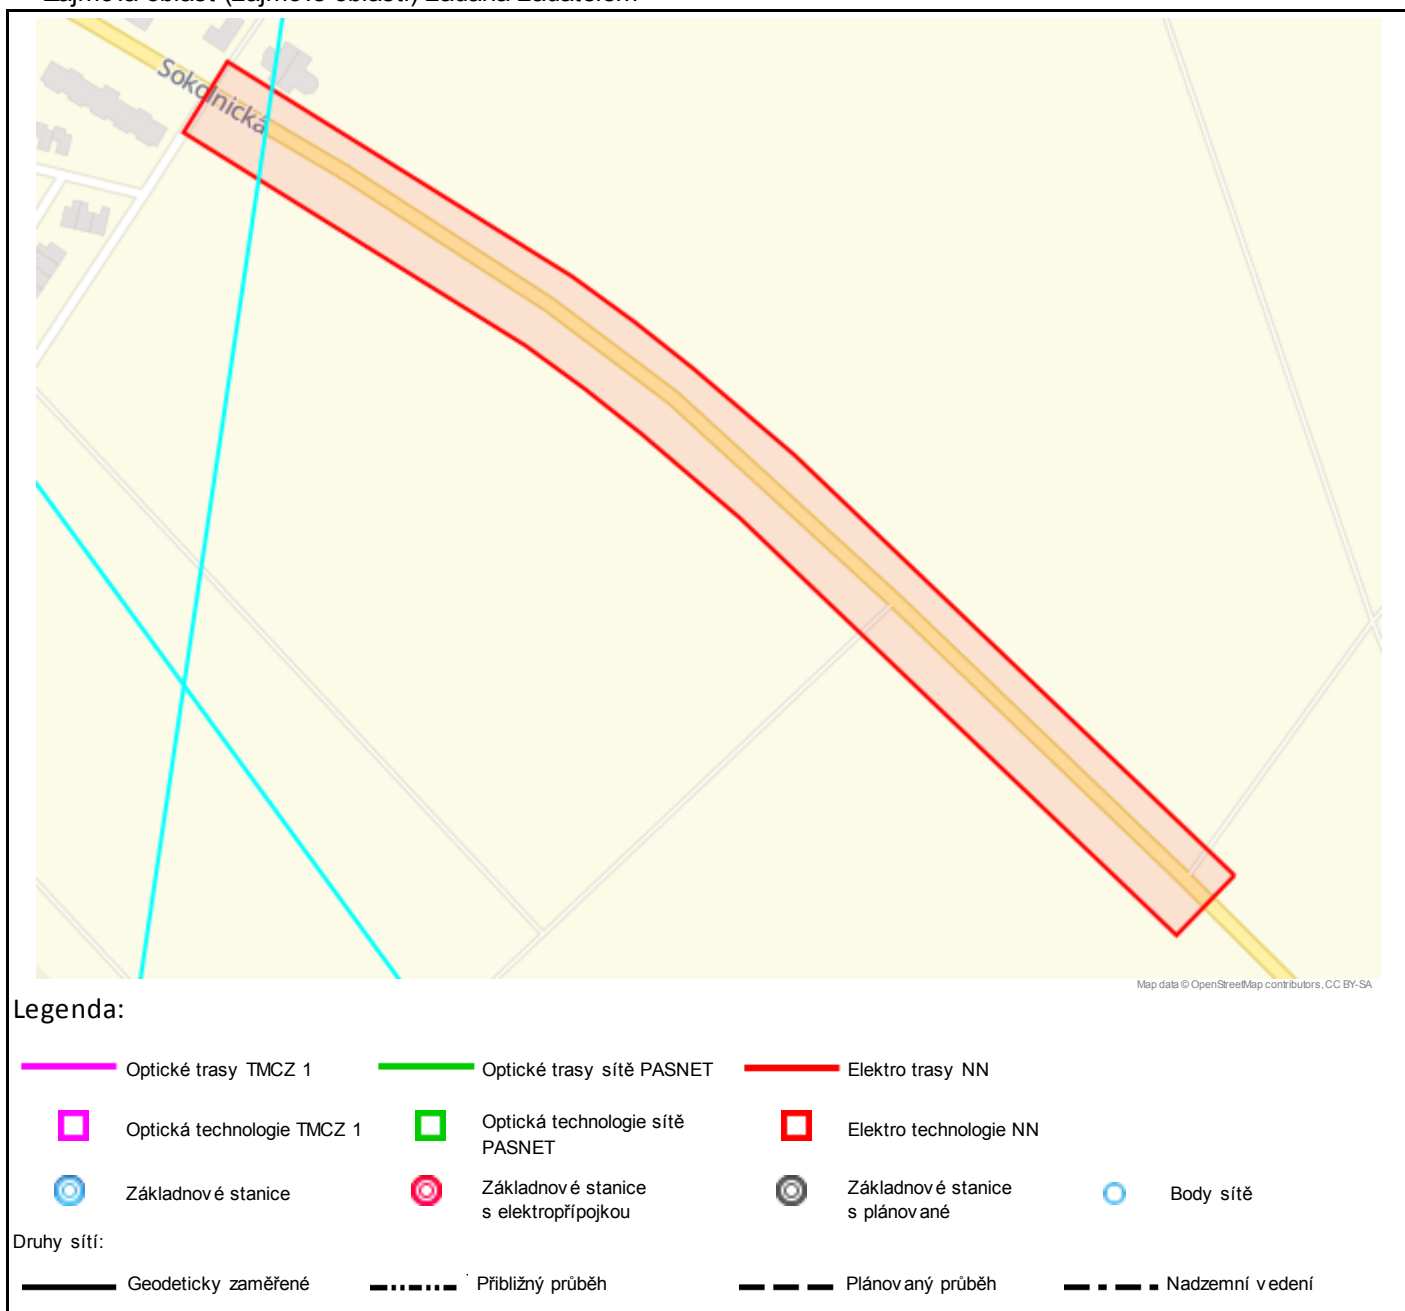 Sokolnická
Map data © OpenStreetMap contributors, CC BY-SA
Legenda:
Optické trasy TMCZ 1
Optické trasy sítě PASNET
Elektro trasy NN
Optická technologie TMCZ 1
Optická technologie sítě
PASNET
Elektro technologie NN
Základnové stanice
Základnové stanice
s elektropřípojkou
Základnové stanice
s plánované
Body sítě
Druhy sítí:
Geodeticky zaměřené
Přibližný průběh
Plánovaný průběh
Nadzemní vedení